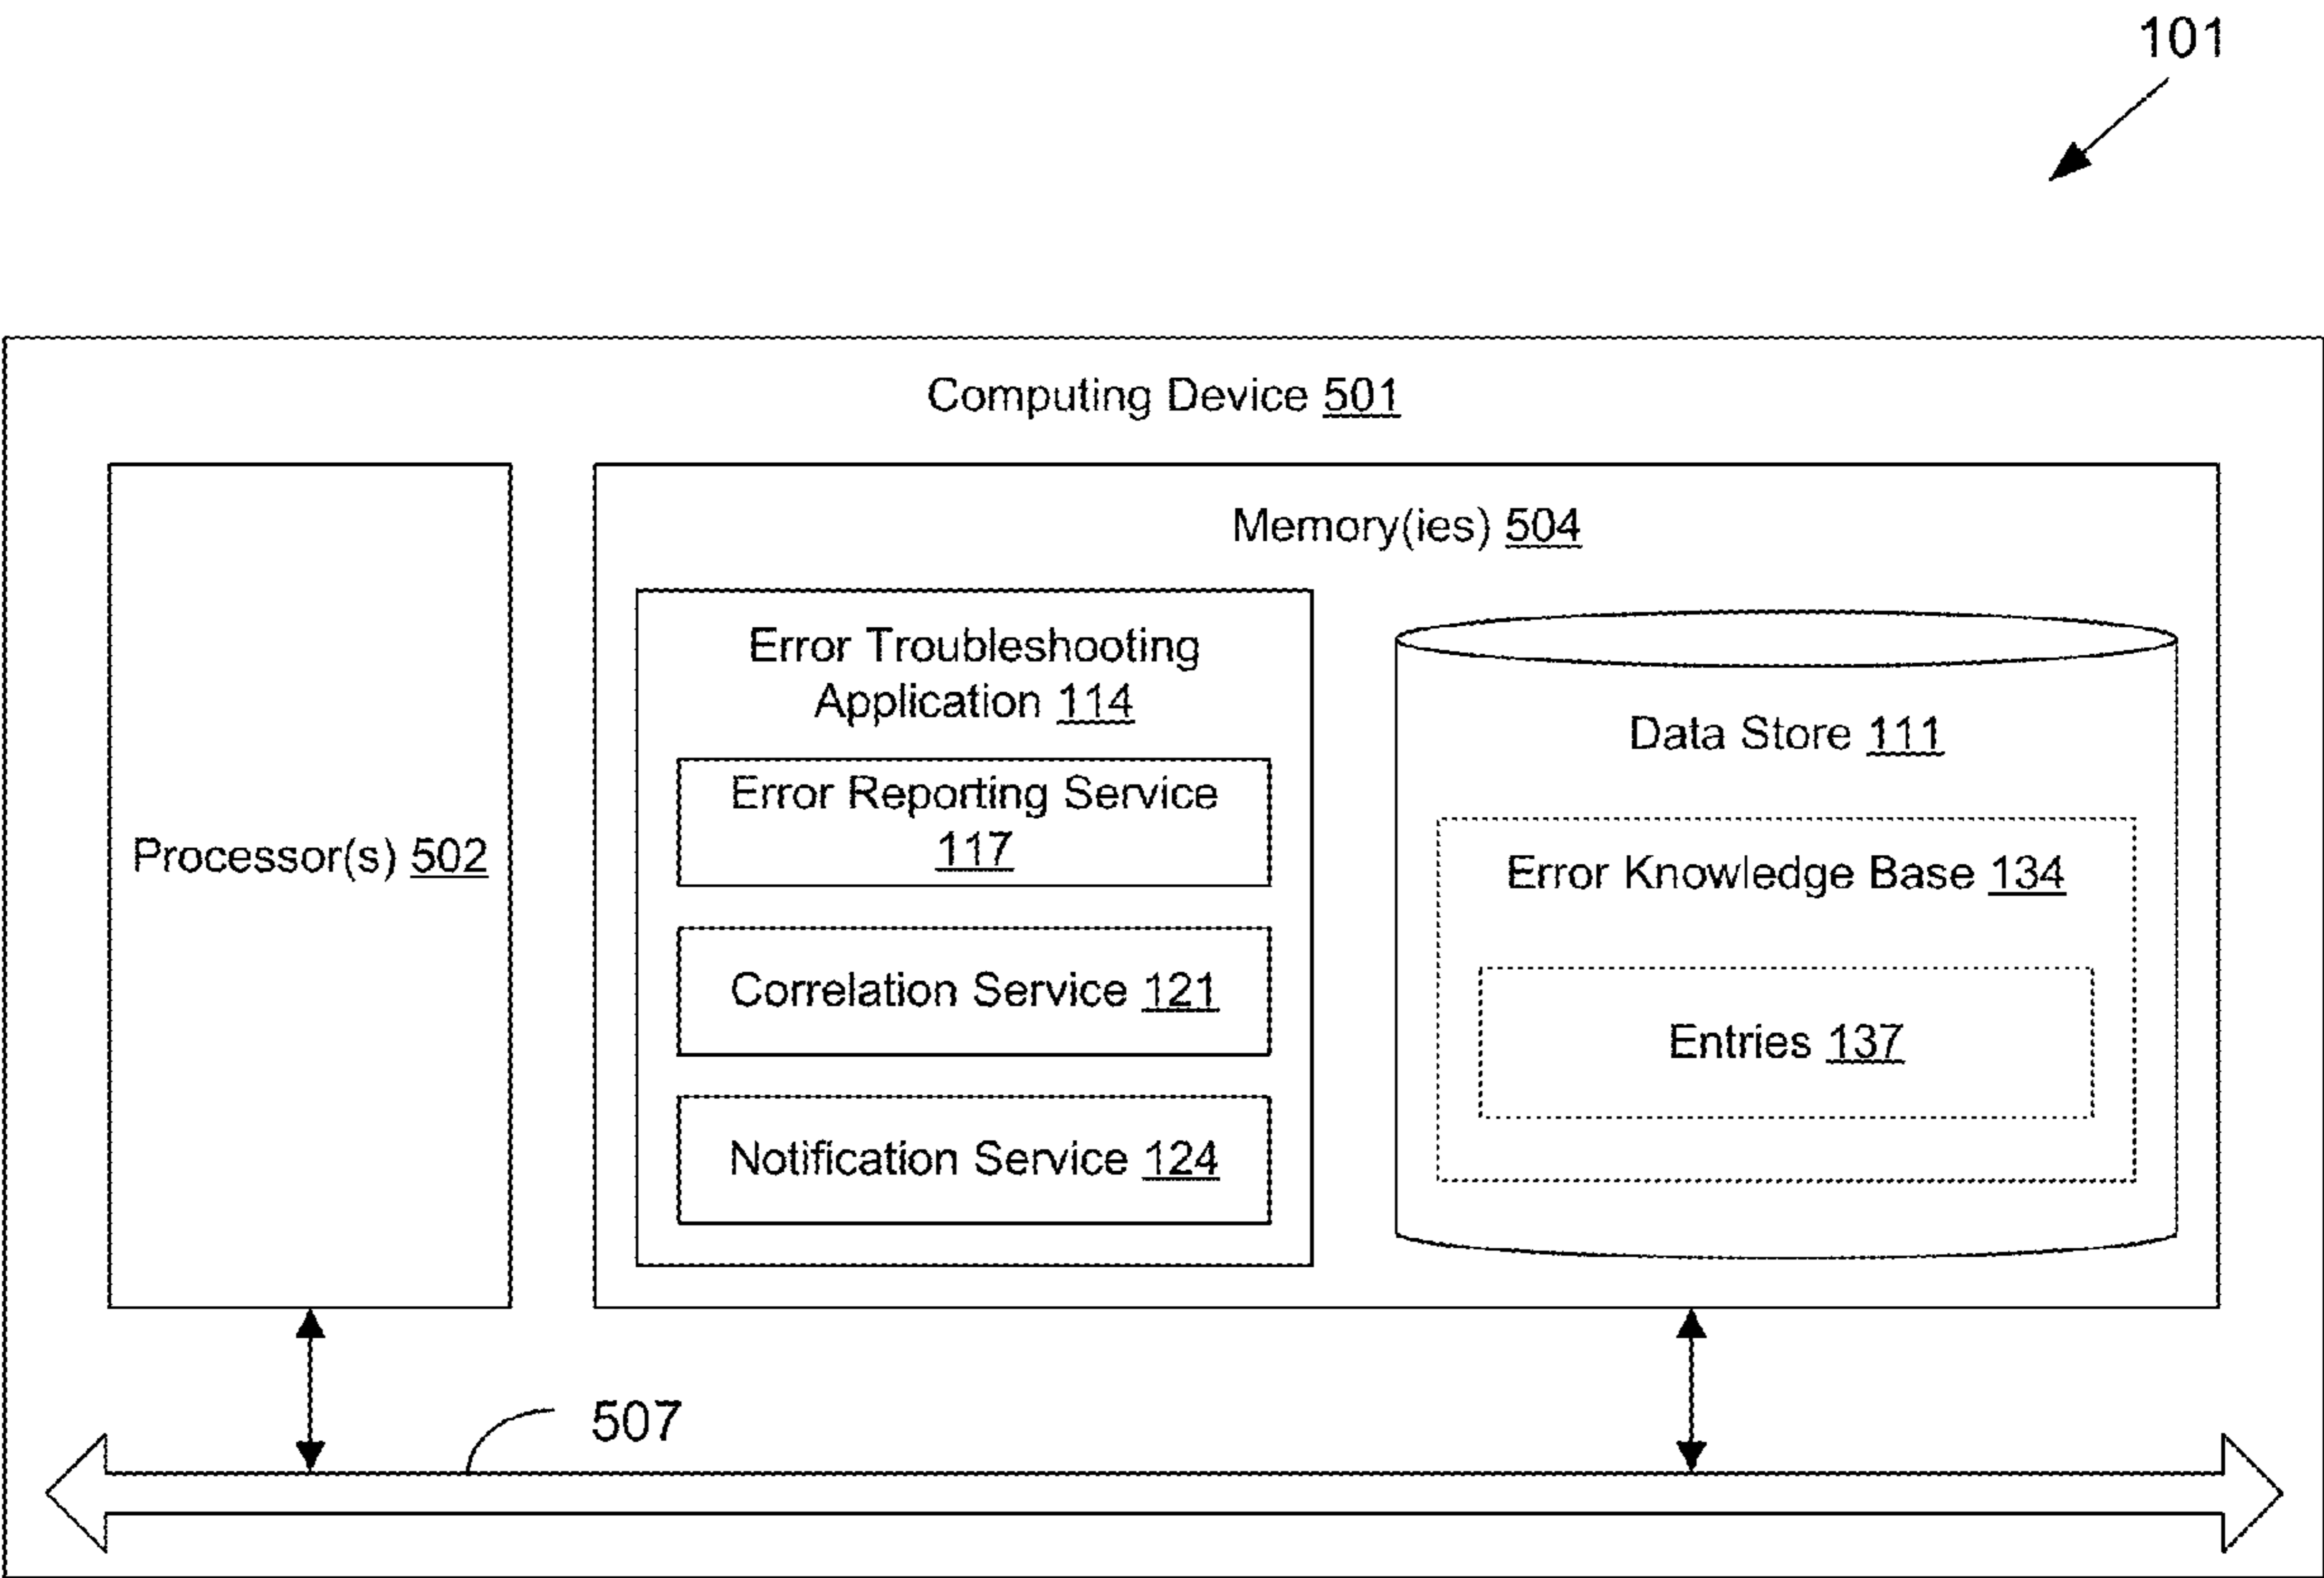 101
Computing Device 501
Memory(ies) 504
Error Troubleshooting
Application 114
Error Reporting Service
117
Correlation Service 121
Notification Service 124
Data Store 111
Error Knowledge Base 134
Entries 137
Processor(s) 502
507